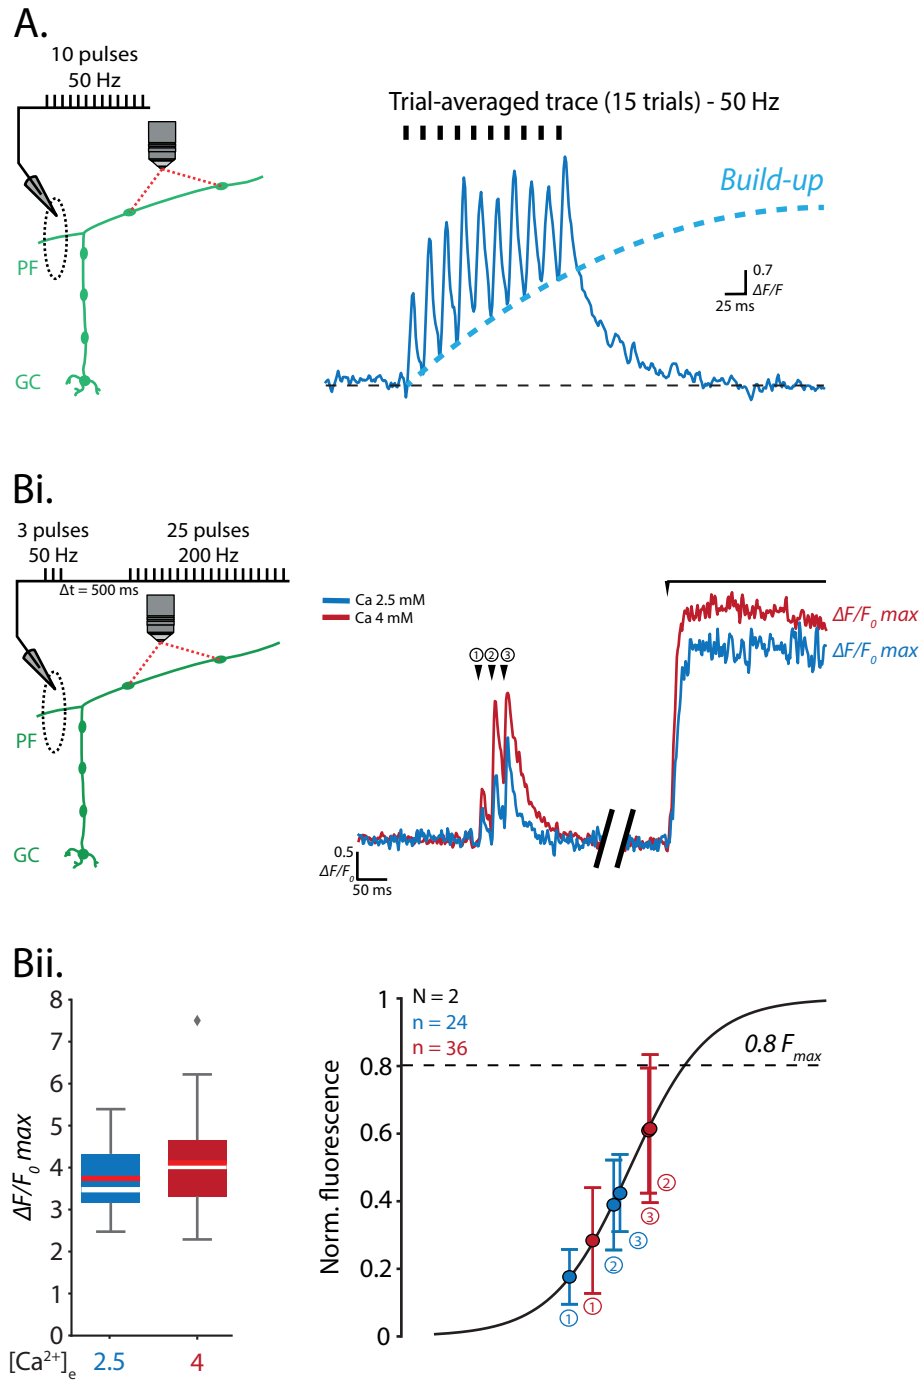 A.
10 pulses
50 Hz
PF
GC
Trial-averaged trace (15 trials) - 50 Hz
Build-up
0.7
ΔF/F
25 ms
Bi.
3 pulses
50 Hz
25 pulses
200 Hz
Δt = 500 ms
PF
GC
Ca 2.5 mM
Ca 4 mM
① ② ③
ΔF/F₀ max
ΔF/F₀ max
0.5
ΔF/F₀
50 ms
Bii.
ΔF/F₀ max
8
7
6
5
4
3
2
1
0
[Ca²⁺]ₑ 2.5 4
Norm. fluorescence
1
0.8
0.6
0.4
0.2
0
N = 2
n = 24
n = 36
0.8 Fmax
②
③
③
②
①
①